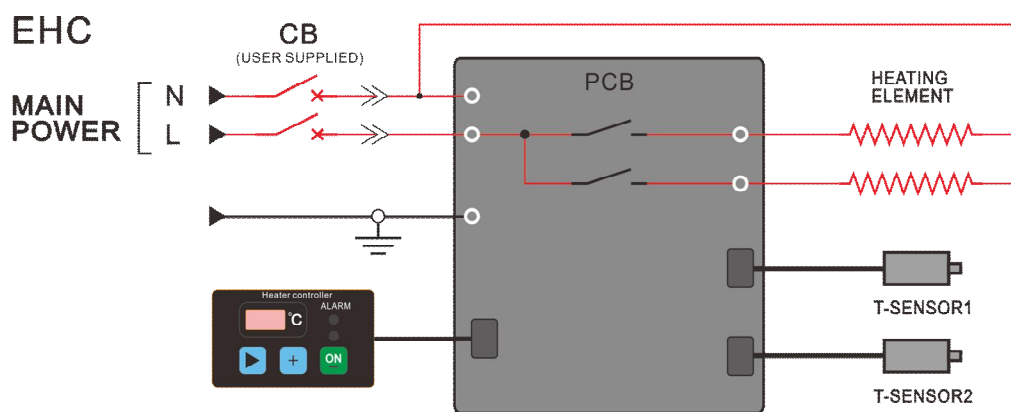 EHC
CB
(USER SUPPLIED)
MAIN
POWER
N
L
PCB
HEATING
ELEMENT
Heater controller
ALARM
°C
+
ON
T-SENSOR1
T-SENSOR2